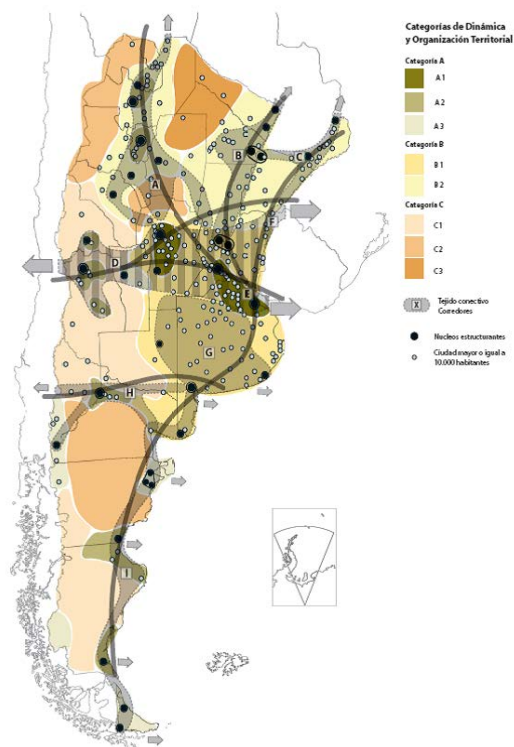 Categorías de Dinámica
y Organización Territorial
Categoría A
A 1
A 2
A 3
Categoría B
B 1
B 2
Categoría C
C1
C2
C3
X
Tejido conectivo
Corredores
Nucleos estructurantes
Ciudad mayor o igual a
10.000 habitantes
B
C
A
F
D
E
G
H
I